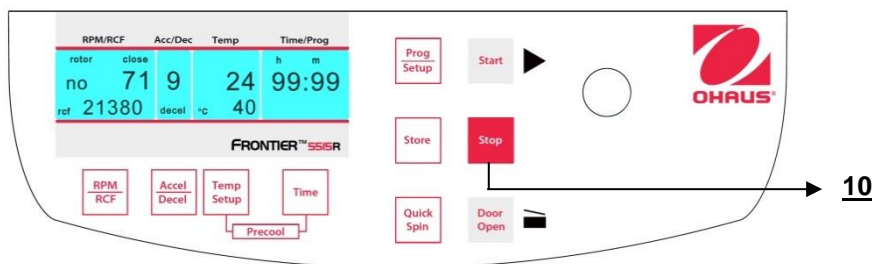 RPM/RCF Acc/Dec Temp Time/Prog
rotor close h m
no 71 9 24 99:99
rcf 21380 decel °C 40
FRONTIER™ 5515R
RPM
RCF
Accel
Decel
Temp
Setup
Time
Precool
Prog
Setup
Start
Store
Stop
Quick
Spin
Door
Open
OHAUS®
10